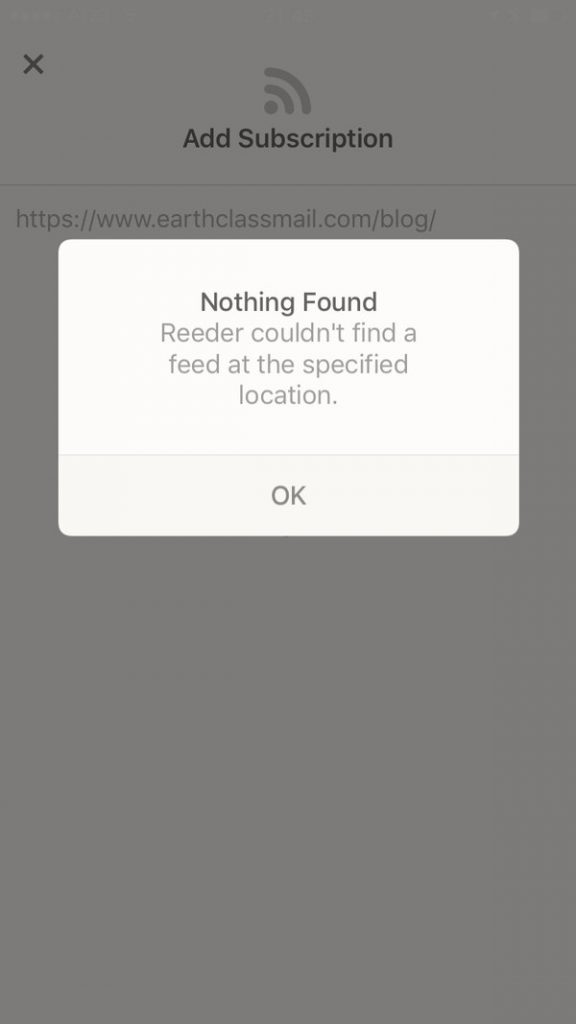 Add Subscription
https://www.earthclassmail.com/blog/
Nothing Found
Reeder couldn't find a
feed at the specified
location.
OK